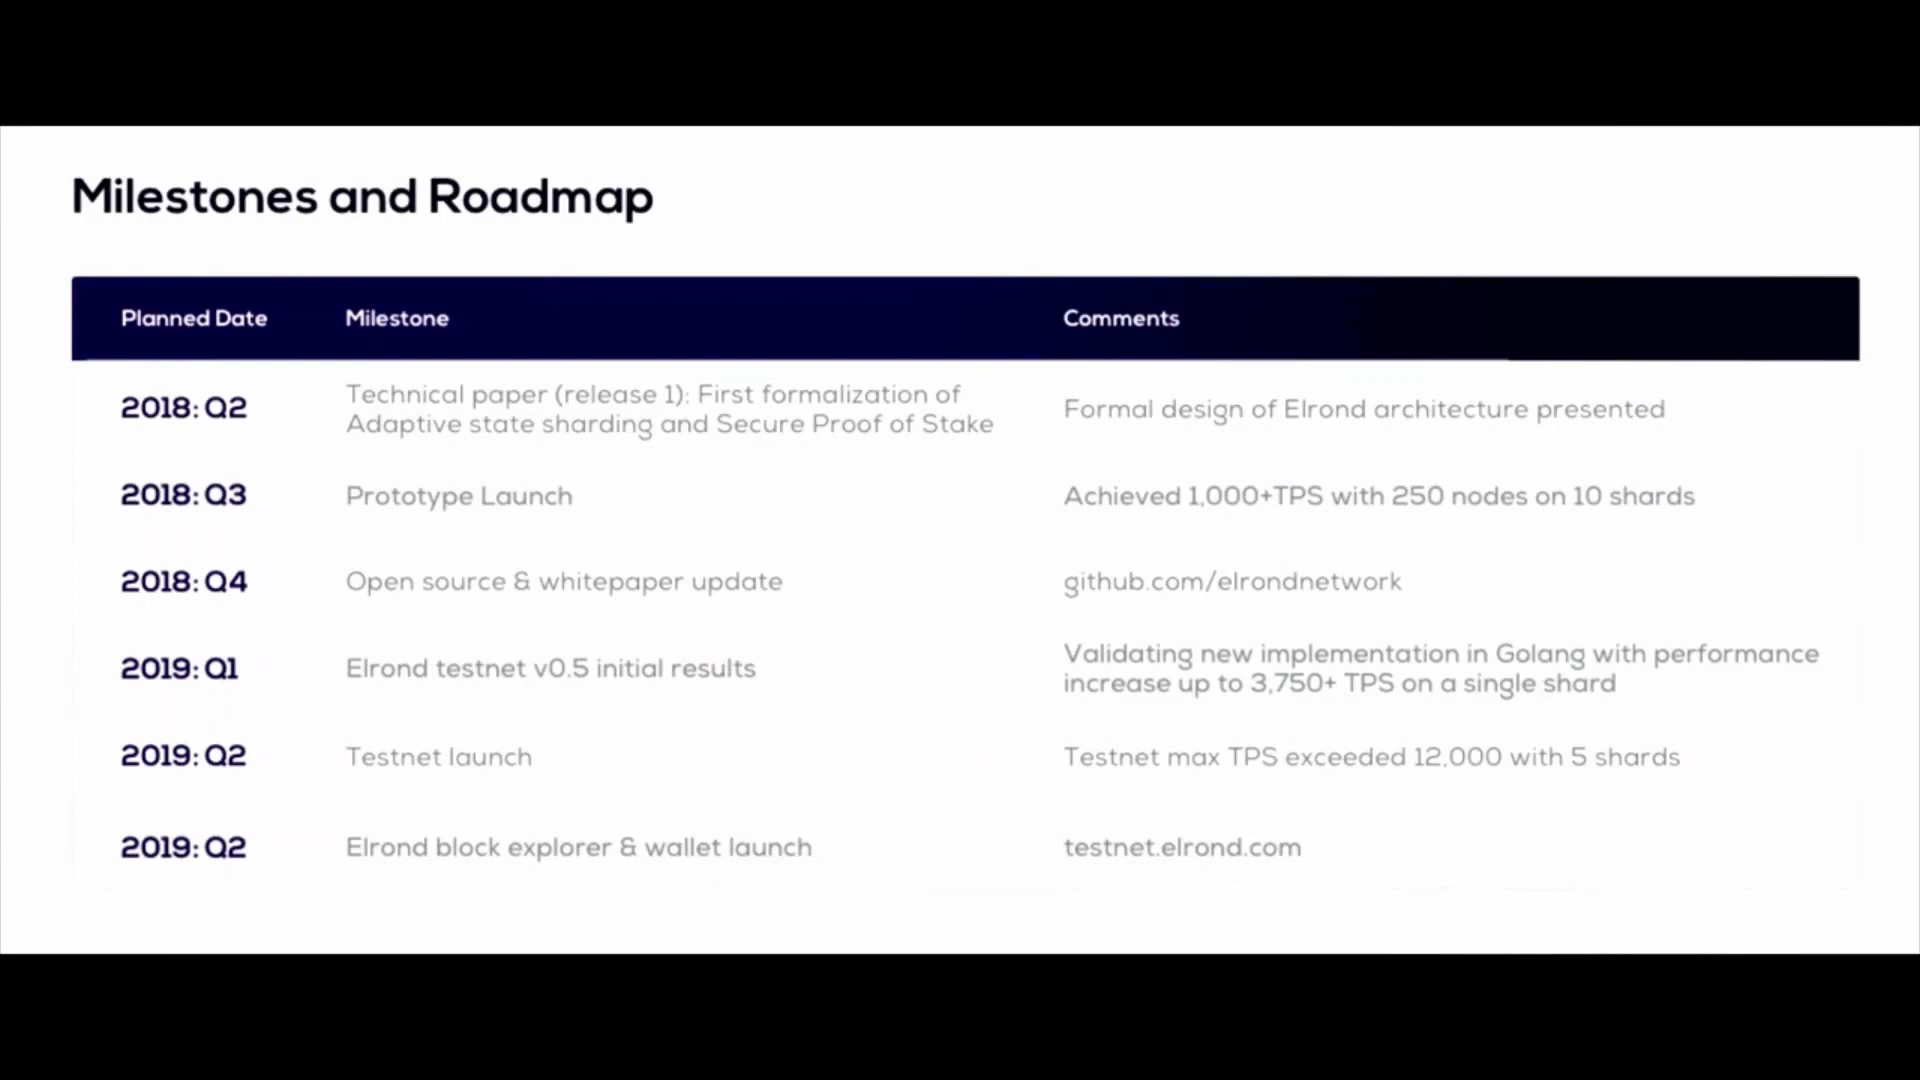 Milestones and Roadmap
Planned Date Milestone Comments
2018: Q2 Technical paper (release 1): First formalization of
Adaptive state sharding and Secure Proof of Stake Formal design of Elrond architecture presented
2018: Q3 Prototype Launch Achieved 1,000+TPS with 250 nodes on 10 shards
2018: Q4 Open source & whitepaper update github.com/elrondnetwork
2019: Q1 Elrond testnet v0.5 initial results Validating new implementation in Golang with performance
increase up to 3,750+ TPS on a single shard
2019: Q2 Testnet launch Testnet max TPS exceeded 12,000 with 5 shards
2019: Q2 Elrond block explorer & wallet launch testnet.elrond.com